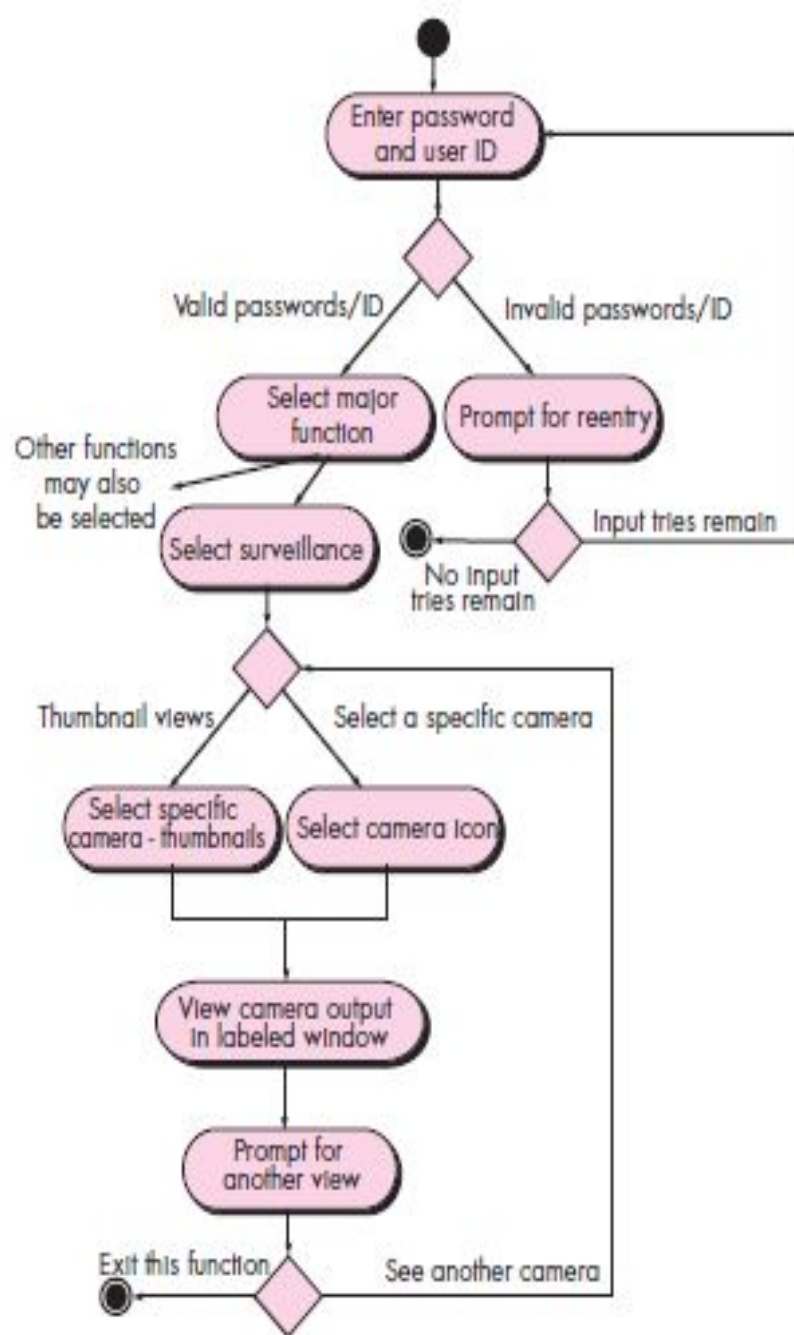 Enter password
and user ID
Valid passwords/ID
Invalid passwords/ID
Select major
function
Prompt for reentry
Other functions
may also
be selected
Input tries remain
Select surveillance
No input
tries remain
Thumbnail views
Select a specific camera
Select specific
camera - thumbnails
Select camera icon
View camera output
in labeled window
Prompt for
another view
Exit this function
See another camera